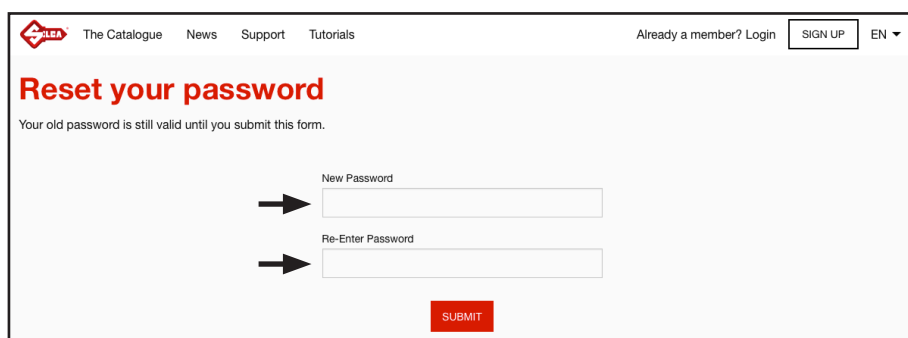 SILCA The Catalogue News Support Tutorials Already a member? Login SIGN UP EN
Reset your password
Your old password is still valid until you submit this form.
New Password
Re-Enter Password
SUBMIT